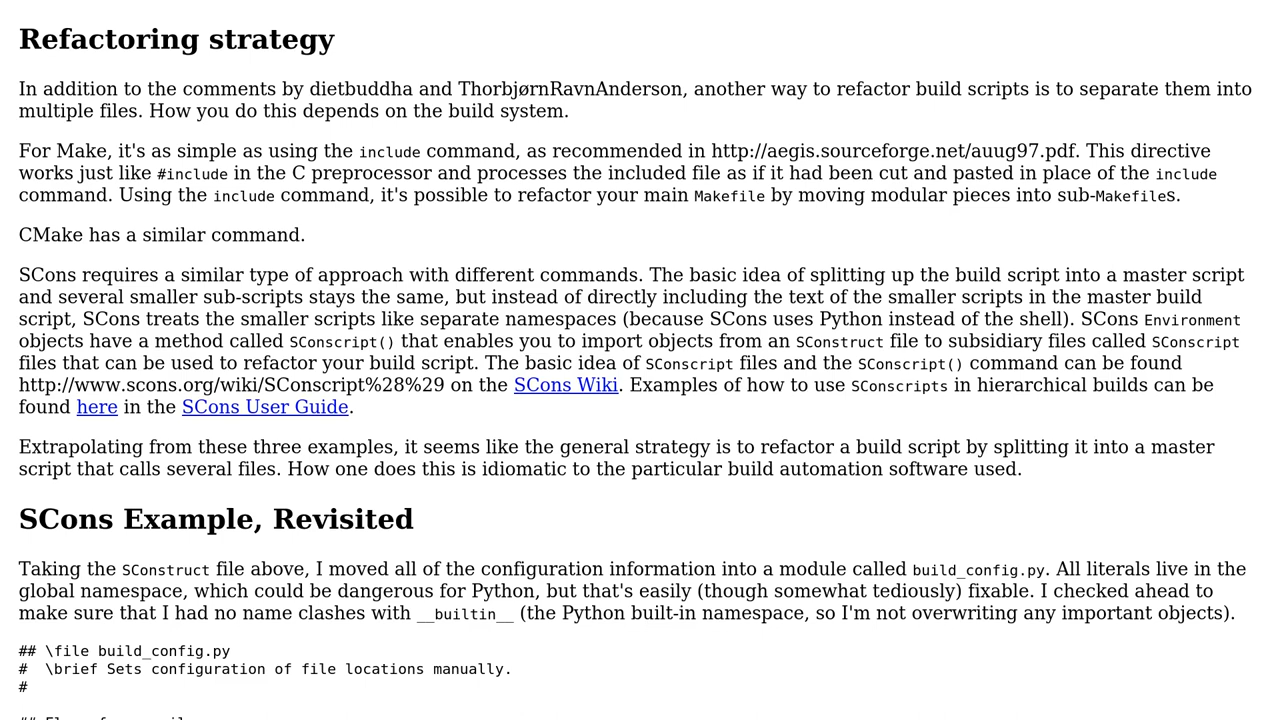 Refactoring strategy
In addition to the comments by dietbuddha and ThorbjørnRavnAnderson, another way to refactor build scripts is to separate them into
multiple files. How you do this depends on the build system.
For Make, it's as simple as using the include command, as recommended in http://aegis.sourceforge.net/auug97.pdf. This directive
works just like #include in the C preprocessor and processes the included file as if it had been cut and pasted in place of the include
command. Using the include command, it's possible to refactor your main Makefile by moving modular pieces into sub-Makefiles.
CMake has a similar command.
SCons requires a similar type of approach with different commands. The basic idea of splitting up the build script into a master script
and several smaller sub-scripts stays the same, but instead of directly including the text of the smaller scripts in the master build
script, SCons treats the smaller scripts like separate namespaces (because SCons uses Python instead of the shell). SCons Environment
objects have a method called SConscript() that enables you to import objects from an SConstruct file to subsidiary files called SConscript
files that can be used to refactor your build script. The basic idea of SConscript files and the SConscript() command can be found
http://www.scons.org/wiki/SConscript%28%29 on the SCons Wiki. Examples of how to use SConscripts in hierarchical builds can be
found here in the SCons User Guide.
Extrapolating from these three examples, it seems like the general strategy is to refactor a build script by splitting it into a master
script that calls several files. How one does this is idiomatic to the particular build automation software used.
SCons Example, Revisited
Taking the SConstruct file above, I moved all of the configuration information into a module called build_config.py. All literals live in the
global namespace, which could be dangerous for Python, but that's easily (though somewhat tediously) fixable. I checked ahead to
make sure that I had no name clashes with __builtin__ (the Python built-in namespace, so I'm not overwriting any important objects).
## \file build_config.py
#  \brief Sets configuration of file locations manually.
#